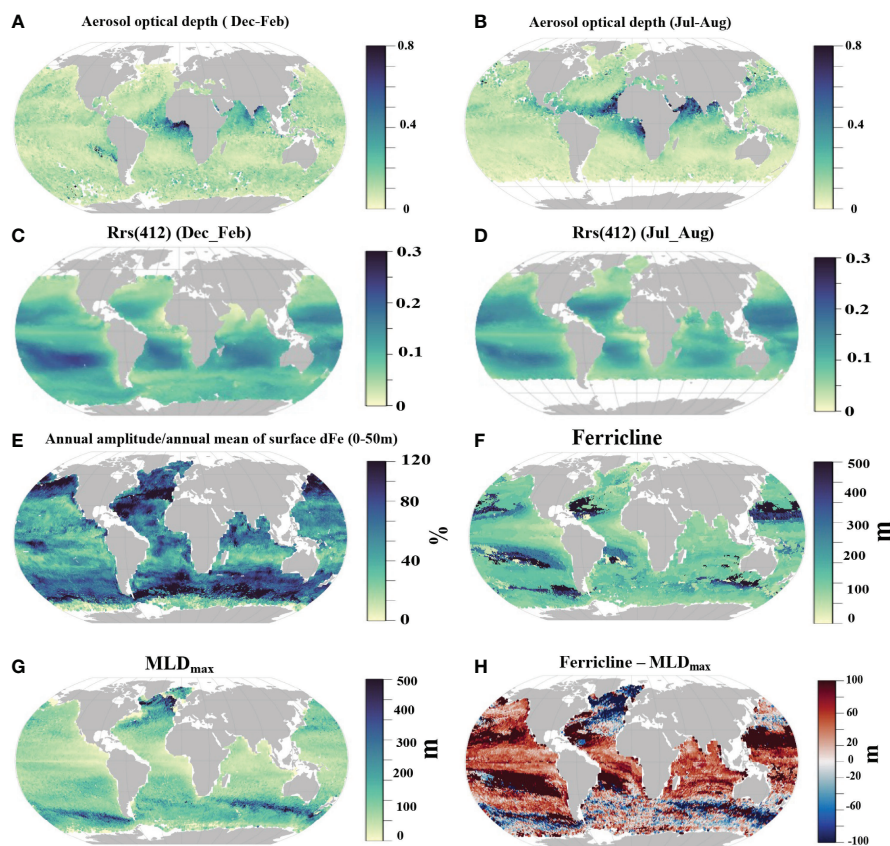 A
Aerosol optical depth ( Dec-Feb)
0.8
0.4
0
B
Aerosol optical depth (Jul-Aug)
0.8
0.4
0
C
Rrs(412) (Dec_Feb)
0.3
0.2
0.1
0
D
Rrs(412) (Jul_Aug)
0.3
0.2
0.1
0
E
Annual amplitude/annual mean of surface dFe (0-50m)
120
80
40
0
%
F
Ferricline
500
400
300
200
100
0
m
G
MLDmax
500
400
300
200
100
0
m
H
Ferricline – MLDmax
100
80
60
40
20
0
-20
-60
-80
-100
m